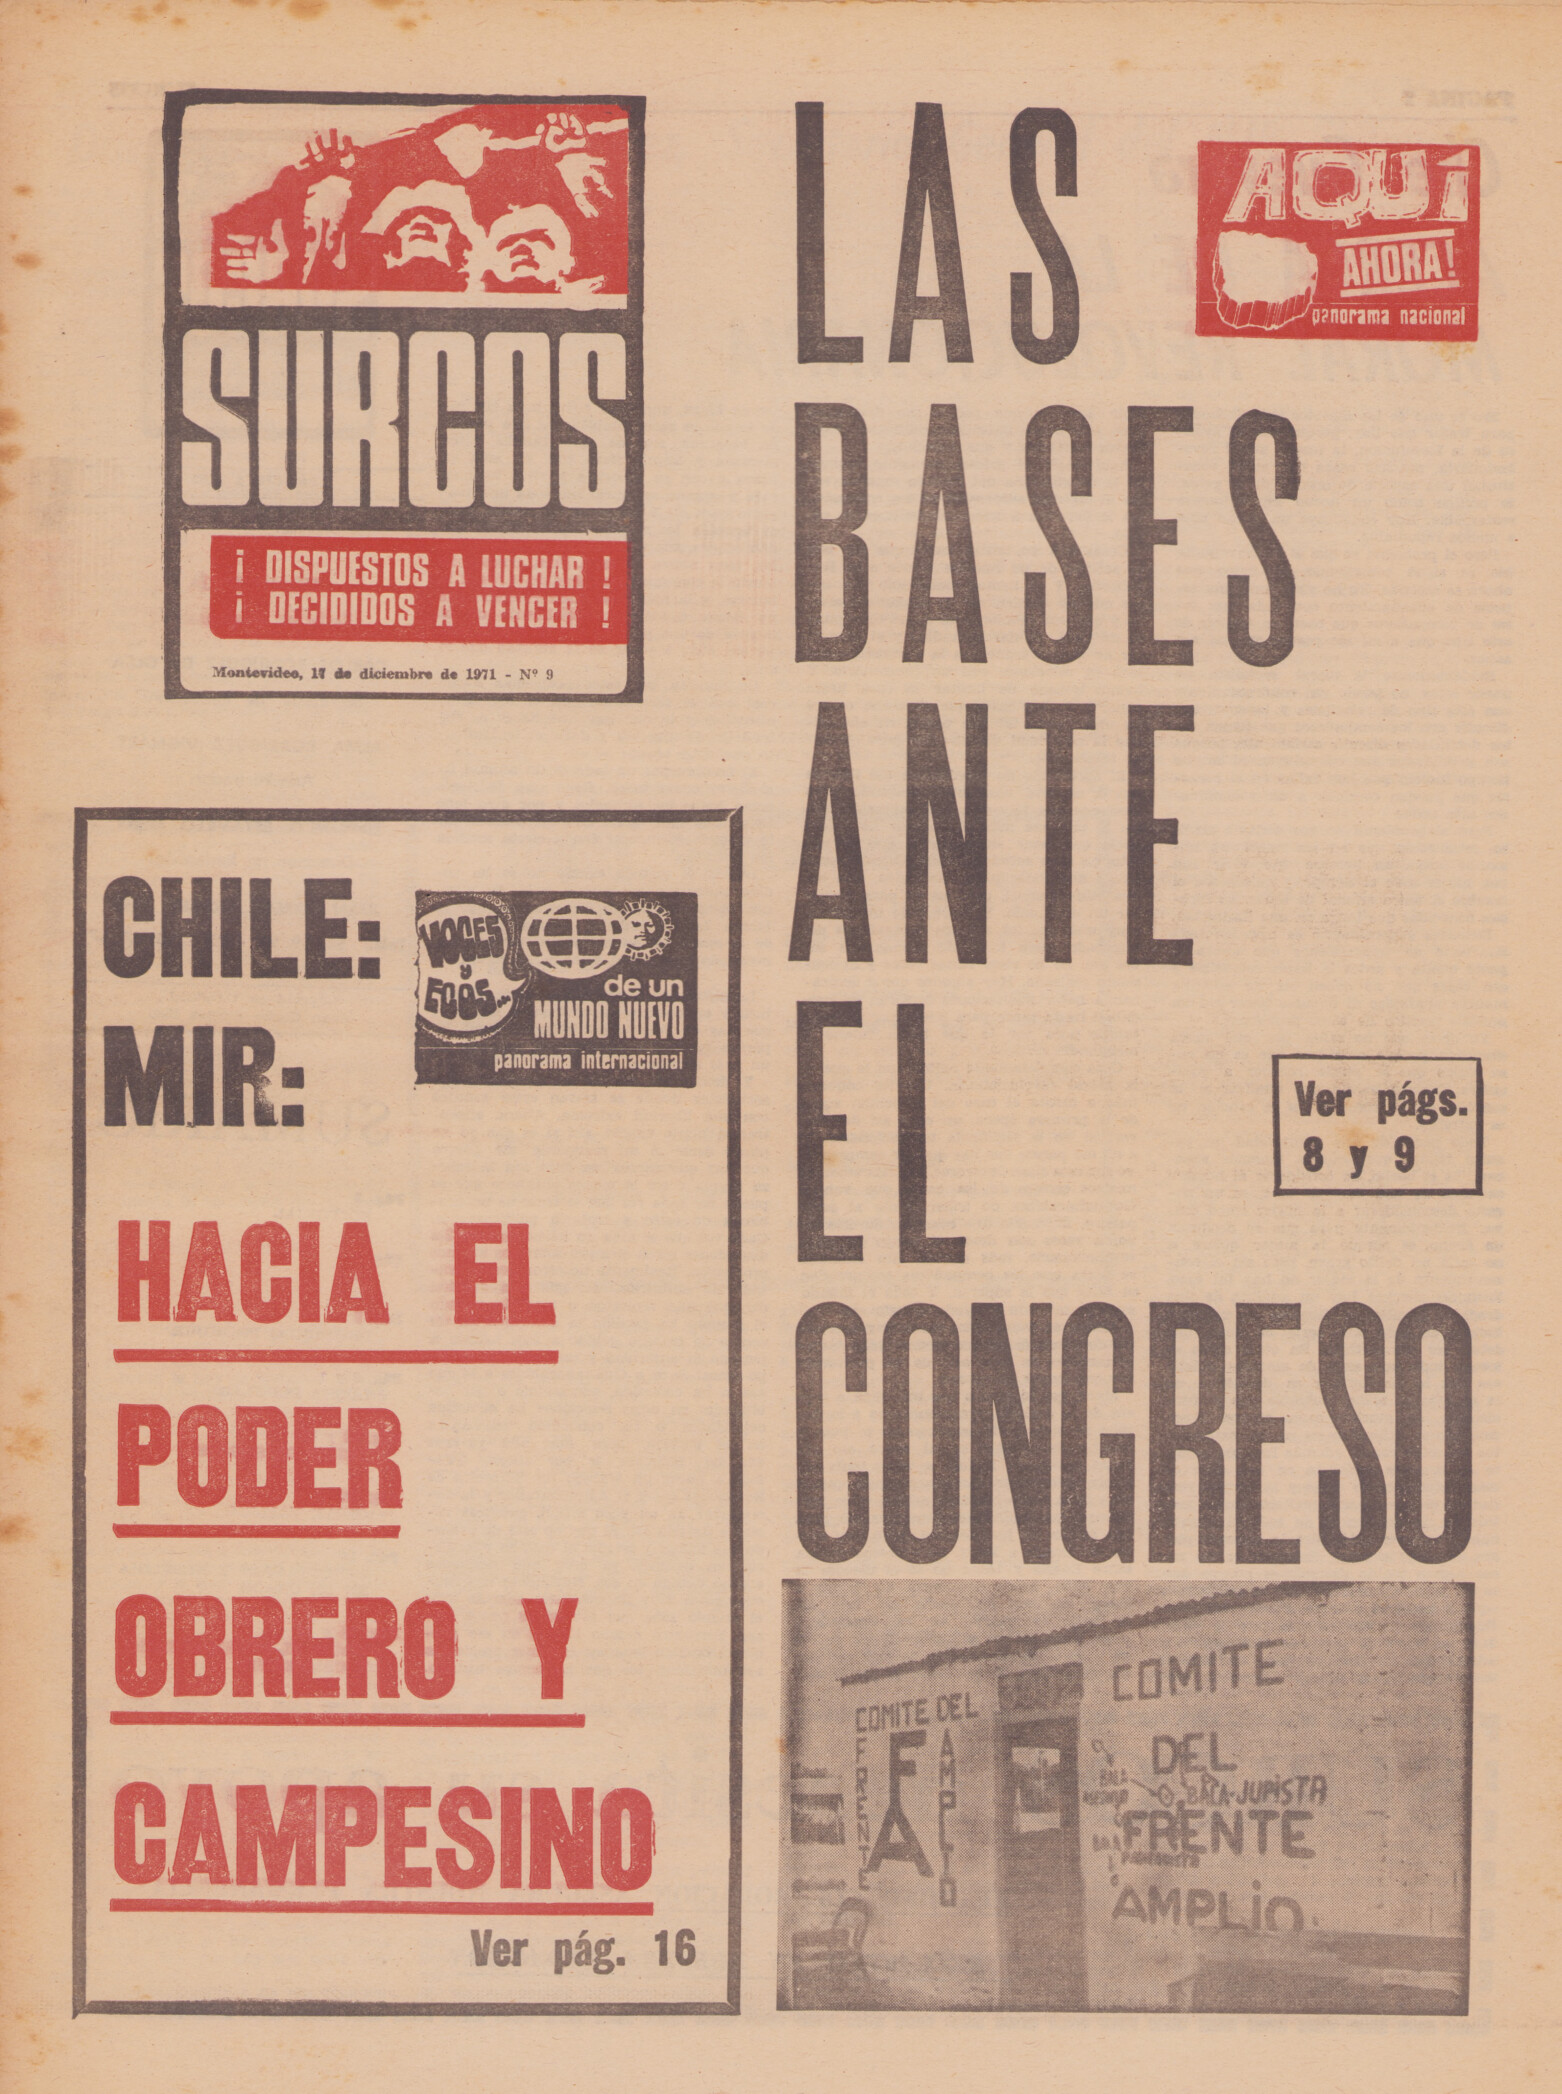 SURCOS
¡ DISPUESTOS A LUCHAR !
¡ DECIDIDOS A VENCER !
Montevideo, 17 de diciembre de 1971 - Nº 9
LAS
BASES
ANTE
EL
CONGRESO
AQUÍ
AHORA!
panorama nacional
Ver págs.
8 y 9
CHILE:
MIR:
VOCES
y
ECOS...
de un
MUNDO NUEVO
panorama internacional
HACIA EL
PODER
OBRERO Y
CAMPESINO
Ver pág. 16
COMITE DEL
FRENTE
FA
AMPLIO
COMITE
DEL
FRENTE
AMPLIO
BALA
BALA-JUPISTA